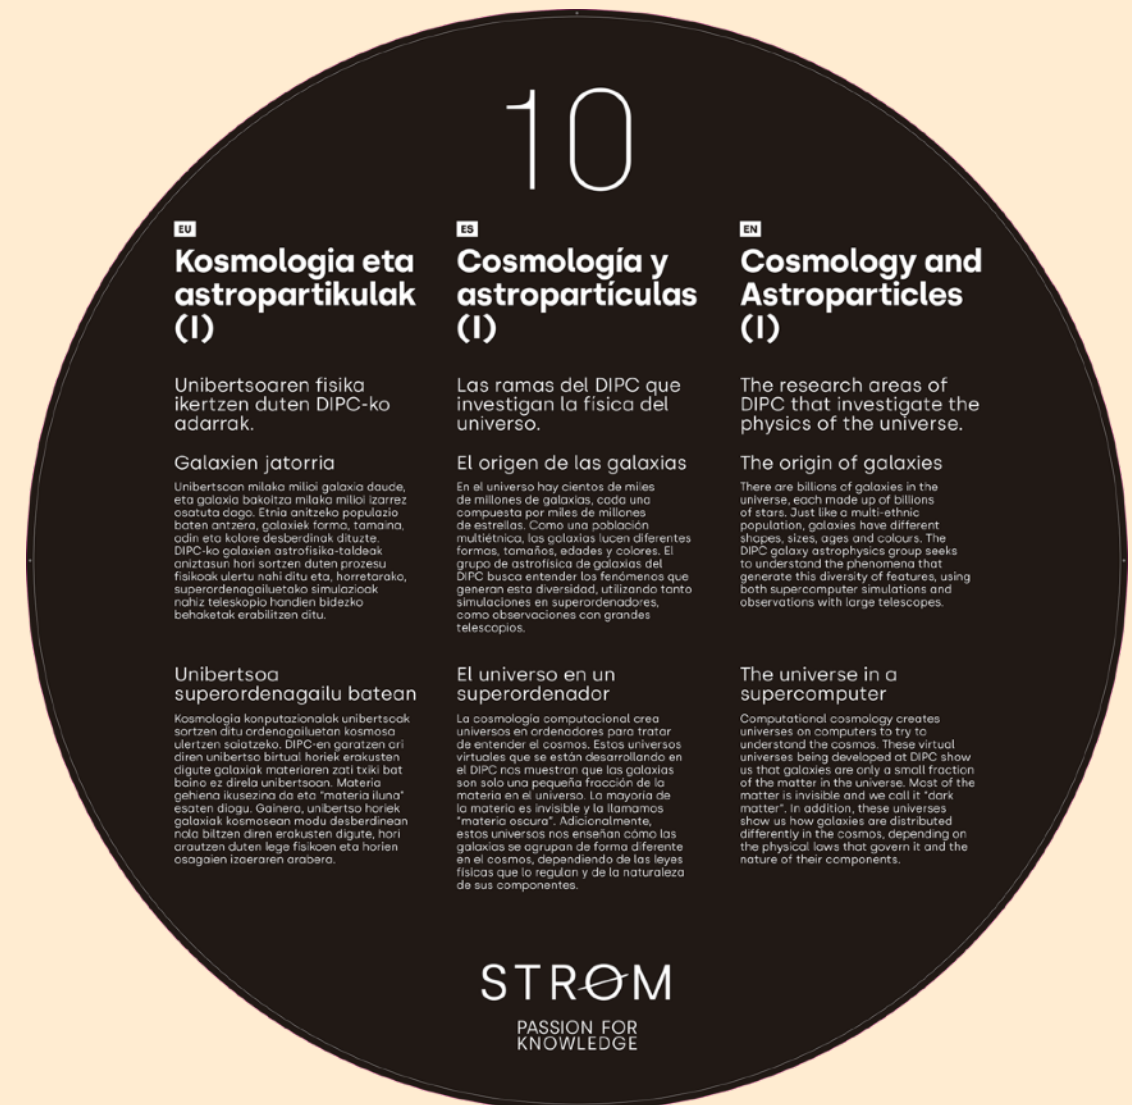 10
EU
Kosmologia eta
astropartikulak
(I)
Unibertsoaren fisika
ikertzen duten DIPC-ko
adarrak.
Galaxien jatorria
Unibertsoan milaka milioi galaxia daude,
eta galaxia bakoitza milaka milioi izarrez
osatuta dago. Etnia anitzeko populazio
baten antzera, galaxiek forma, tamaina,
adin eta kolore desberdinak dituzte.
DIPC-ko galaxien astrofisika-taldeak
aniztasun hori sortzen duten prozesu
fisikoak ulertu nahi ditu eta, horretarako,
superordenagailuetako simulazioak
nahiz teleskopio handien bidezko
behaketak erabilitzen ditu.
Unibertsoa
superordenagailu batean
Kosmologia konputazionalak unibertsoak
sortzen ditu ordenagailuetan kosmosa
ulertzen saiatzeko. DIPC-en garatzen ari
diren unibertso birtual horiek erakusten
digute galaxiak materiaren zati txiki bat
baino ez direla unibertsoan. Materia
gehiena ikusezina da eta "materia iluna"
esaten diogu. Gainera, unibertso horiek
galaxiak kosmosean modu desberdinean
nola biltzen diren erakusten digute, hori
arautzen duten lege fisikoen eta horien
osagaien izaeraren arabera.
ES
Cosmología y
astropartículas
(I)
Las ramas del DIPC que
investigan la física del
universo.
El origen de las galaxias
En el universo hay cientos de miles
de millones de galaxias, cada una
compuesta por miles de millones
de estrellas. Como una población
multiétnica, las galaxias lucen diferentes
formas, tamaños, edades y colores. El
grupo de astrofísica de galaxias del
DIPC busca entender los fenómenos que
generan esta diversidad, utilizando tanto
simulaciones en superordenadores,
como observaciones con grandes
telescopios.
El universo en un
superordenador
La cosmología computacional crea
universos en ordenadores para tratar
de entender el cosmos. Estos universos
virtuales que se están desarrollando en
el DIPC nos muestran que las galaxias
son solo una pequeña fracción de la
materia en el universo. La mayoría de
la materia es invisible y la llamamos
"materia oscura". Adicionalmente,
estos universos nos enseñan cómo las
galaxias se agrupan de forma diferente
en el cosmos, dependiendo de las leyes
físicas que lo regulan y de la naturaleza
de sus componentes.
EN
Cosmology and
Astroparticles
(I)
The research areas of
DIPC that investigate the
physics of the universe.
The origin of galaxies
There are billions of galaxies in the
universe, each made up of billions
of stars. Just like a multi-ethnic
population, galaxies have different
shapes, sizes, ages and colours. The
DIPC galaxy astrophysics group seeks
to understand the phenomena that
generate this diversity of features, using
both supercomputer simulations and
observations with large telescopes.
The universe in a
supercomputer
Computational cosmology creates
universes on computers to try to
understand the cosmos. These virtual
universes being developed at DIPC show
us that galaxies are only a small fraction
of the matter in the universe. Most of the
matter is invisible and we call it "dark
matter". In addition, these universes
show us how galaxies are distributed
differently in the cosmos, depending on
the physical laws that govern it and the
nature of their components.
STRØM
PASSION FOR
KNOWLEDGE